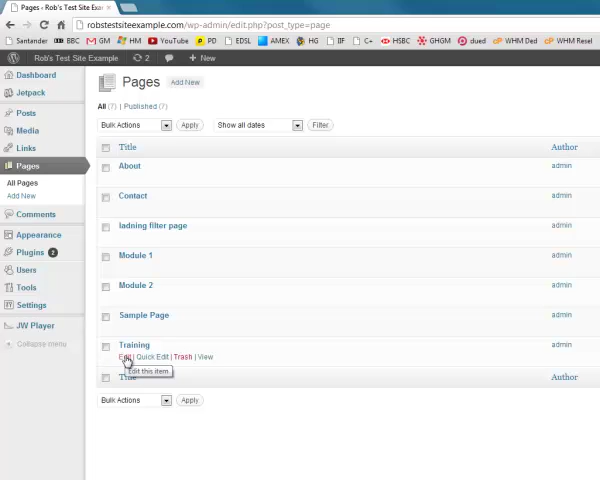 Pages ‹ Rob's Test Site Exar
robstestsiteexample.com/wp-admin/edit.php?post_type=page
Santander BBC GM HM YouTube PD EDSL AMEX HG IIF C+ HSBC GHGM dued WHM Ded WHM Resel
Rob's Test Site Example 2 + New
Dashboard
Jetpack
Posts
Media
Links
Pages
All Pages
Add New
Comments
Appearance
Plugins 2
Users
Tools
Settings
JW Player
Collapse menu
Pages Add New
All (7) | Published (7)
Bulk Actions Apply Show all dates Filter
Title Author
About admin
Contact admin
ladning filter page admin
Module 1 admin
Module 2 admin
Sample Page admin
Training admin
Edit | Quick Edit | Trash | View
Edit this item
Title Author
Bulk Actions Apply